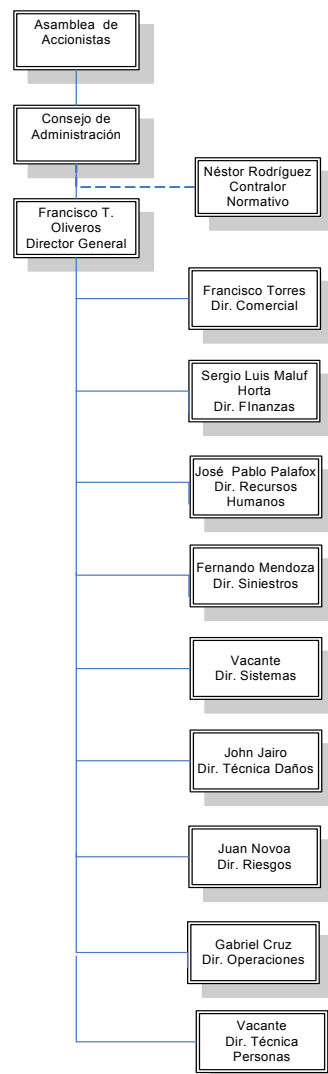 Asamblea de
Accionistas
Consejo de
Administración
Néstor Rodríguez
Contralor
Normativo
Francisco T.
Oliveros
Director General
Francisco Torres
Dir. Comercial
Sergio Luis Maluf
Horta
Dir. FInanzas
José Pablo Palafox
Dir. Recursos
Humanos
Fernando Mendoza
Dir. Siniestros
Vacante
Dir. Sistemas
John Jairo
Dir. Técnica Daños
Juan Novoa
Dir. Riesgos
Gabriel Cruz
Dir. Operaciones
Vacante
Dir. Técnica
Personas